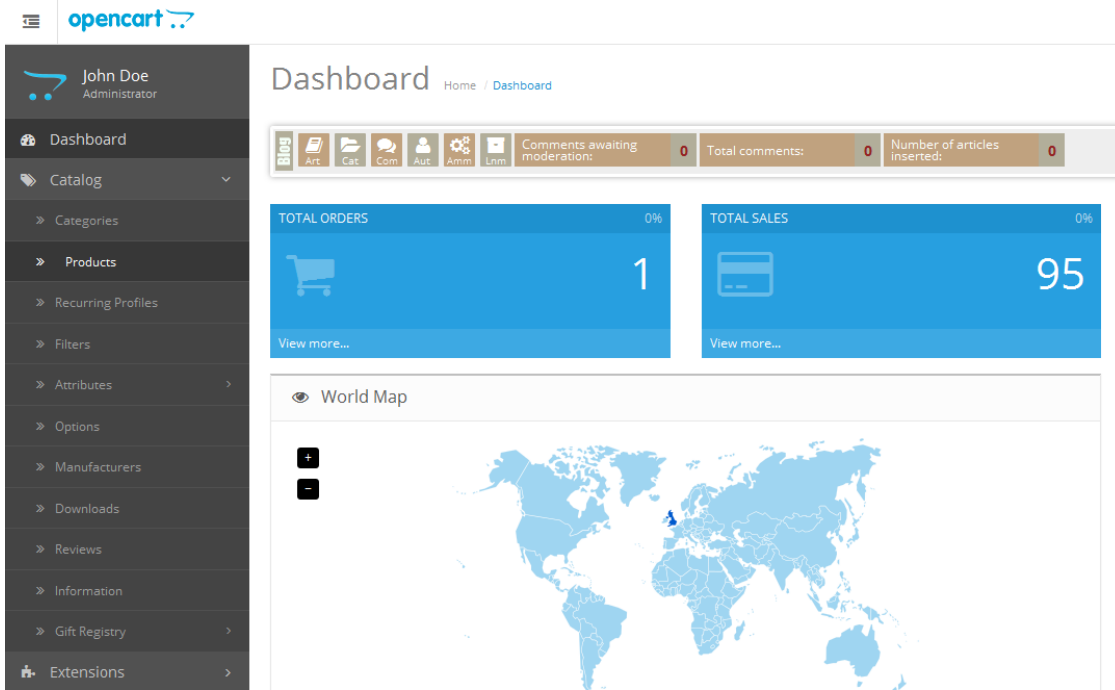 opencart
John Doe
Administrator
Dashboard
Catalog
Categories
Products
Recurring Profiles
Filters
Attributes
Options
Manufacturers
Downloads
Reviews
Information
Gift Registry
Extensions
Dashboard Home / Dashboard
Blog
Art Cat Com Aut Amm Lnm
Comments awaiting
moderation: 0
Total comments: 0
Number of articles
inserted: 0
TOTAL ORDERS 0%
1
View more...
TOTAL SALES 0%
95
View more...
World Map
+
-